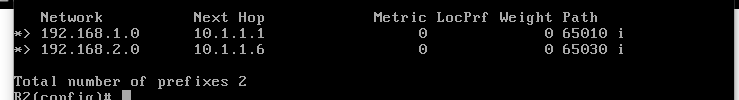 Network Next Hop Metric LocPrf Weight Path
*> 192.168.1.0 10.1.1.1 0 0 65010 i
*> 192.168.2.0 10.1.1.6 0 0 65030 i
Total number of prefixes 2
R2(config)#